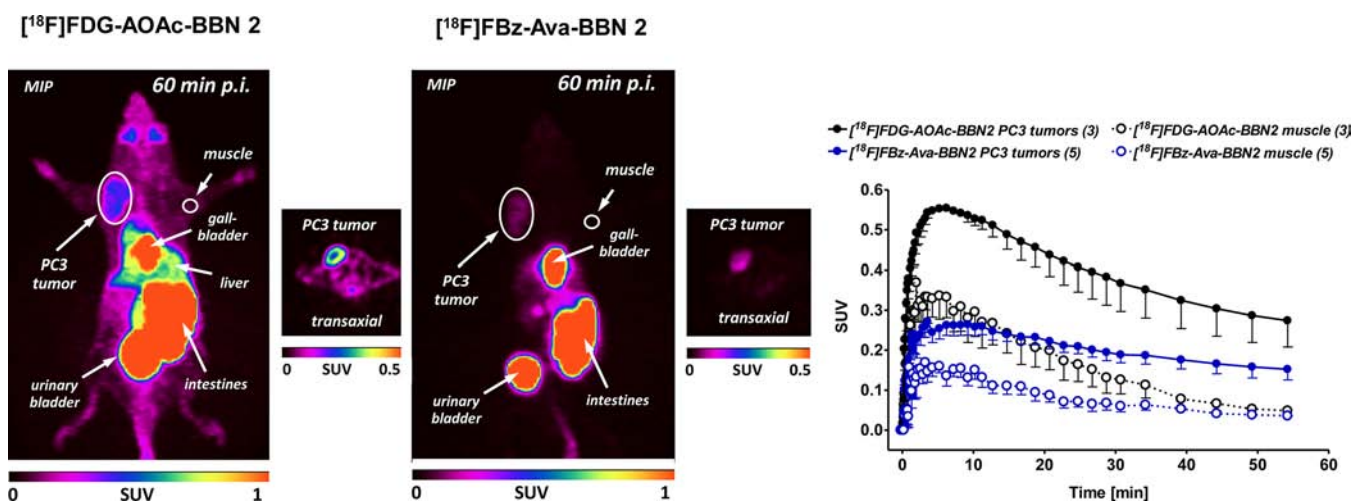 [¹⁸F]FDG-AOAc-BBN 2
MIP
60 min p.i.
muscle
gall-
bladder
PC3
tumor
liver
urinary
bladder
intestines
0 SUV 1
PC3 tumor
transaxial
0 SUV 0.5
[¹⁸F]FBz-Ava-BBN 2
MIP
60 min p.i.
muscle
gall-
bladder
PC3
tumor
urinary
bladder
intestines
0 SUV 1
PC3 tumor
transaxial
0 SUV 0.5
[¹⁸F]FDG-AOAc-BBN2 PC3 tumors (3)
[¹⁸F]FDG-AOAc-BBN2 muscle (3)
[¹⁸F]FBz-Ava-BBN2 PC3 tumors (5)
[¹⁸F]FBz-Ava-BBN2 muscle (5)
SUV
0.6
0.5
0.4
0.3
0.2
0.1
0.0
0 10 20 30 40 50 60
Time [min]